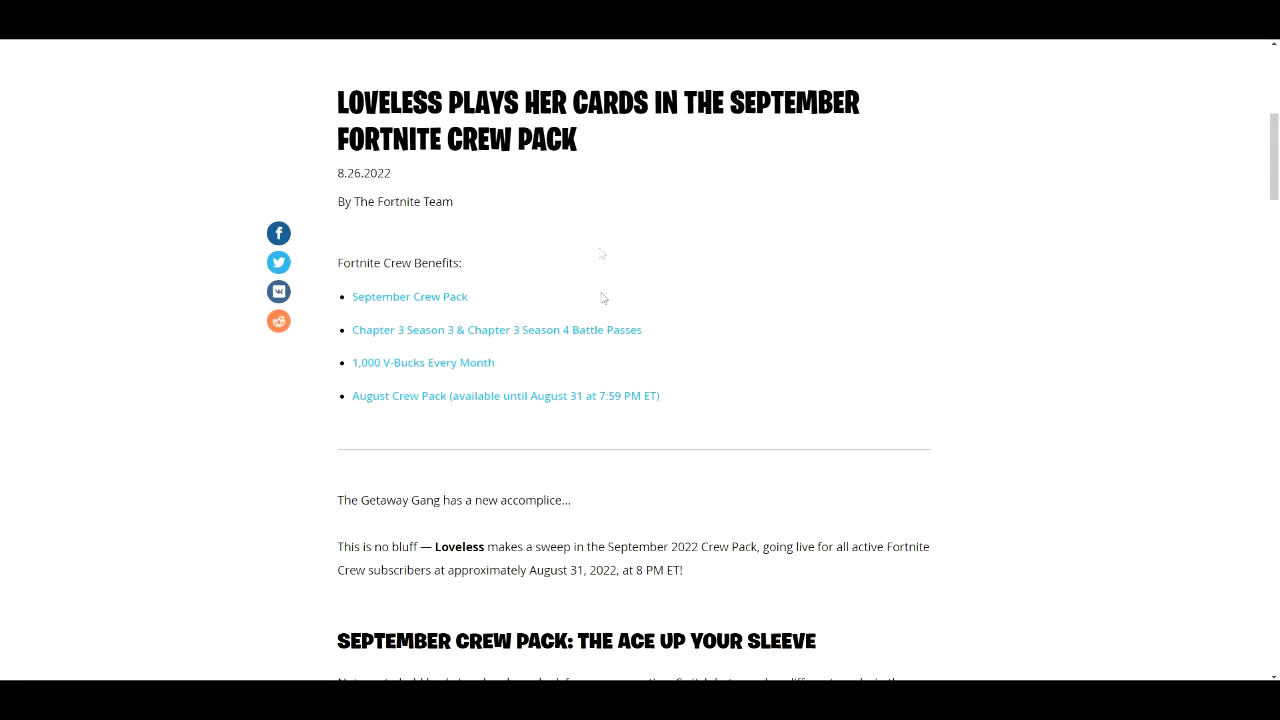 LOVELESS PLAYS HER CARDS IN THE SEPTEMBER
FORTNITE CREW PACK
8.26.2022
By The Fortnite Team
Fortnite Crew Benefits:
September Crew Pack
Chapter 3 Season 3 & Chapter 3 Season 4 Battle Passes
1,000 V-Bucks Every Month
August Crew Pack (available until August 31 at 7:59 PM ET)
The Getaway Gang has a new accomplice...
This is no bluff — Loveless makes a sweep in the September 2022 Crew Pack, going live for all active Fortnite
Crew subscribers at approximately August 31, 2022, at 8 PM ET!
SEPTEMBER CREW PACK: THE ACE UP YOUR SLEEVE